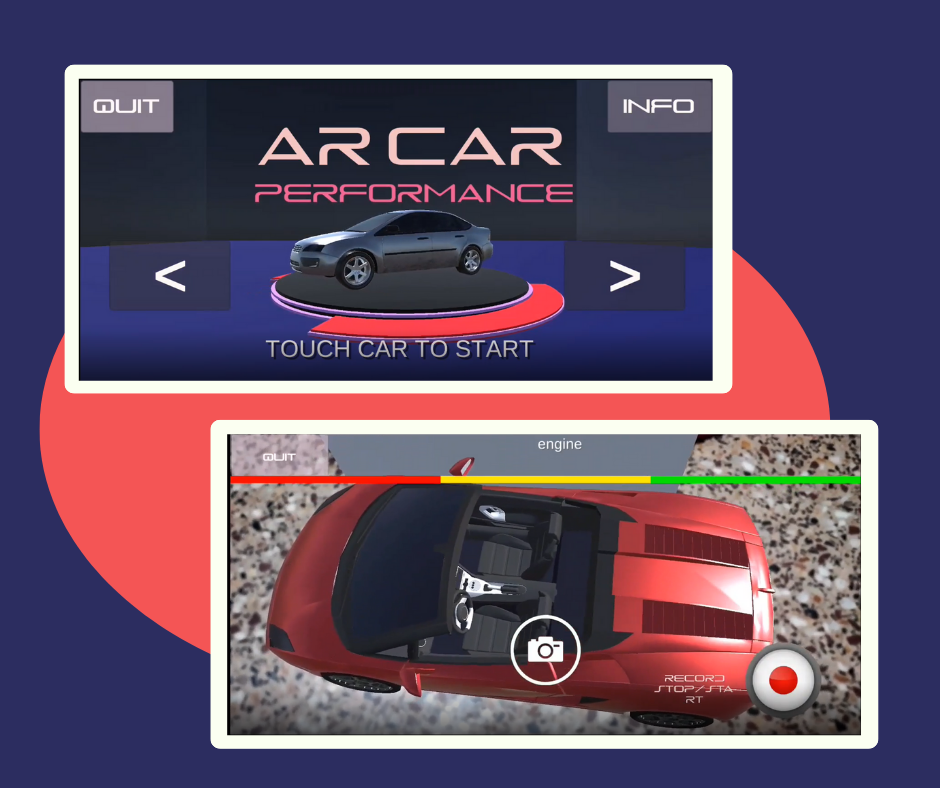 QUIT
INFO
AR CAR
PERFORMANCE
<
>
TOUCH CAR TO START
engine
QUIT
RECORD
STOP/STA
RT